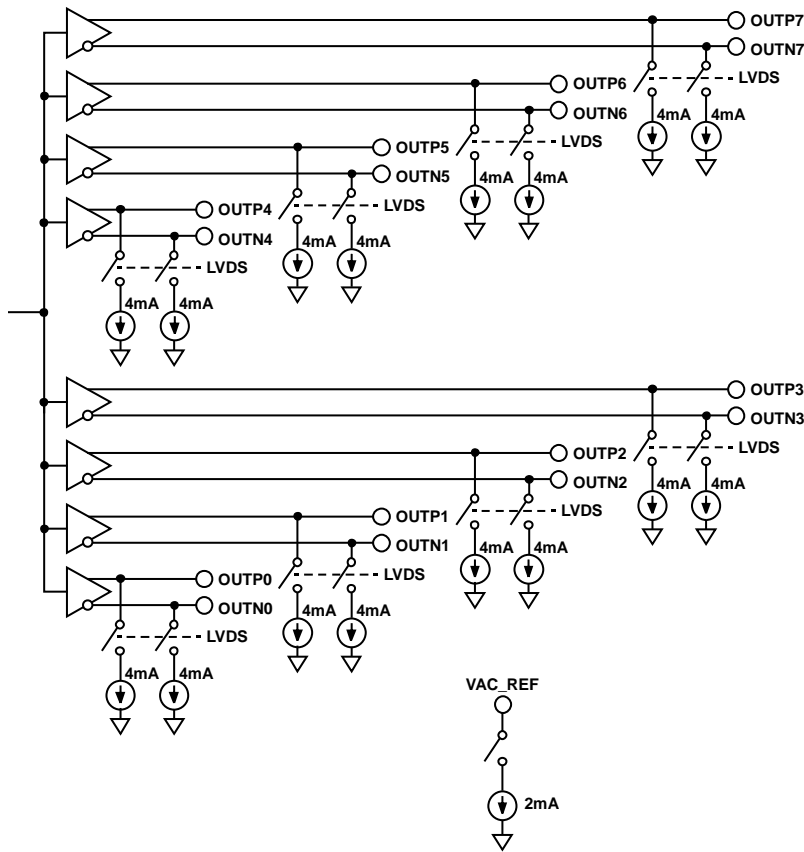 OUTP7
OUTN7
LVDS
4mA 4mA
OUTP6
OUTN6
LVDS
4mA 4mA
OUTP5
OUTN5
LVDS
4mA 4mA
OUTP4
OUTN4
LVDS
4mA 4mA
OUTP3
OUTN3
LVDS
4mA 4mA
OUTP2
OUTN2
LVDS
4mA 4mA
OUTP1
OUTN1
LVDS
4mA 4mA
OUTP0
OUTN0
LVDS
4mA 4mA
VAC_REF
2mA